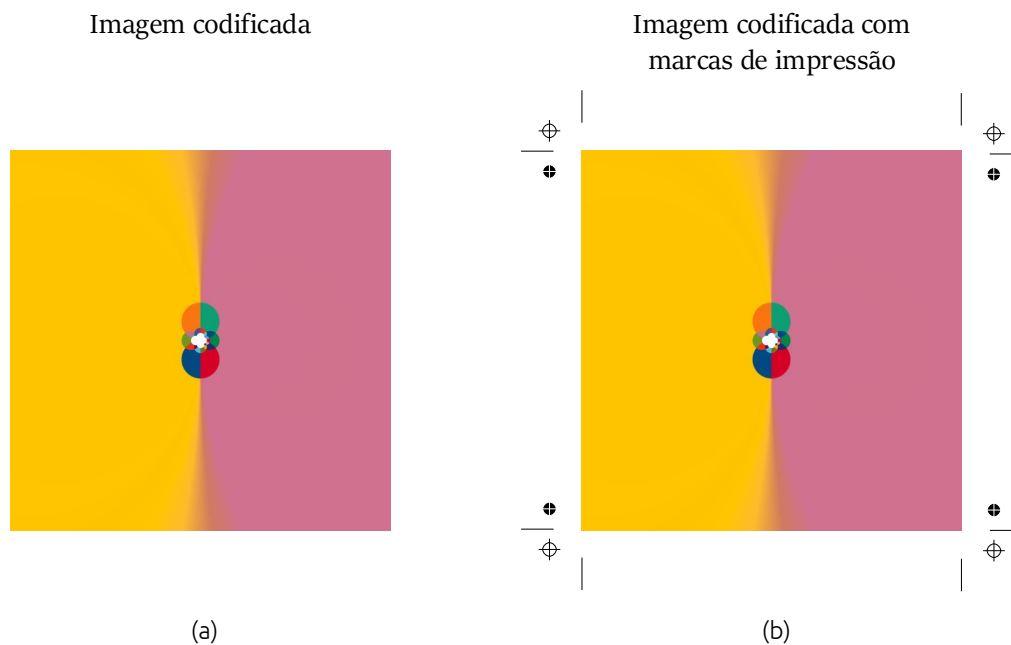 Imagem codificada
Imagem codificada com
marcas de impressão
(a)
(b)